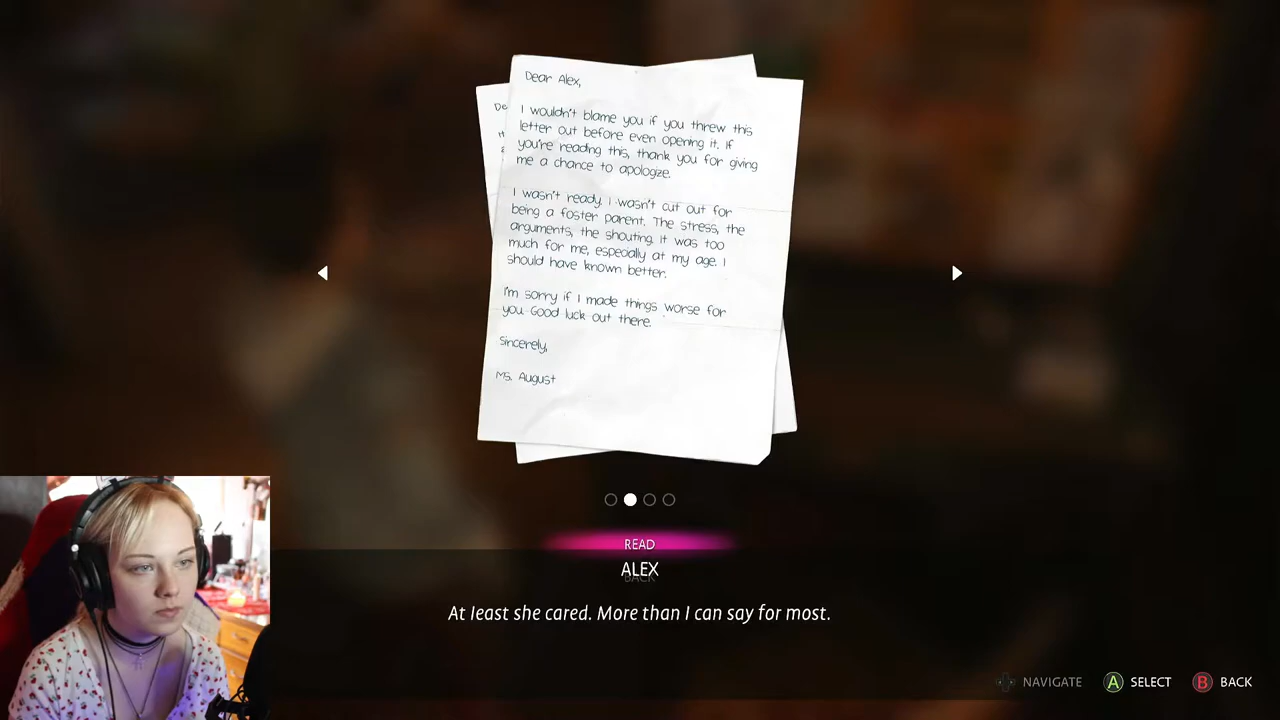 Dear Alex,
I wouldn't blame you if you threw this
letter out before even opening it. If
you're reading this, thank you for giving
me a chance to apologize.
I wasn't ready. I wasn't cut out for
being a foster parent. The stress, the
arguments, the shouting. It was too
much for me, especially at my age. I
should have known better.
I'm sorry if I made things worse for
you. Good luck out there.
Sincerely,
Ms. August
De
READ
ALEX
BACK
At least she cared. More than I can say for most.
NAVIGATE
A SELECT
B BACK